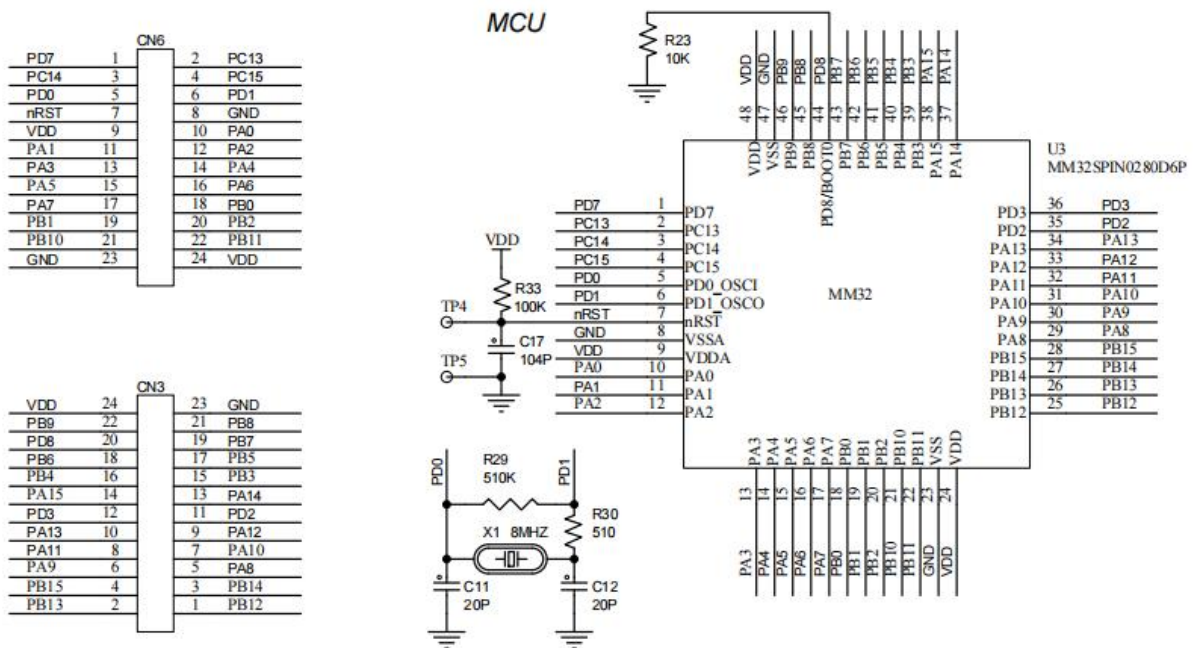 MCU
CN6
PD7 1 2 PC13
PC14 3 4 PC15
PD0 5 6 PD1
nRST 7 8 GND
VDD 9 10 PA0
PA1 11 12 PA2
PA3 13 14 PA4
PA5 15 16 PA6
PA7 17 18 PB0
PB1 19 20 PB2
PB10 21 22 PB11
GND 23 24 VDD
CN3
VDD 24 23 GND
PB9 22 21 PB8
PD8 20 19 PB7
PB6 18 17 PB5
PB4 16 15 PB3
PA15 14 13 PA14
PD3 12 11 PD2
PA13 10 9 PA12
PA11 8 7 PA10
PA9 6 5 PA8
PB15 4 3 PB14
PB13 2 1 PB12
R23
10K
VDD GND PB9 PB8 PD8 PB7 PB6 PB5 PB4 PB3 PA15 PA14
48 47 46 45 44 43 42 41 40 39 38 37
VDD VSS PB9 PB8 PD8/BOOT0 PB7 PB6 PB5 PB4 PB3 PA15 PA14
U3
MM32SPIN0280D6P
PD7 1 PD7
PC13 2 PC13
PC14 3 PC14
PC15 4 PC15
PD0 5 PD0_OSCI
PD1 6 PD1_OSCO
nRST 7 nRST
GND 8 VSSA
VDD 9 VDDA
PA0 10 PA0
PA1 11 PA1
PA2 12 PA2
MM32
PD3 36 PD3
PD2 35 PD2
PA13 34 PA13
PA12 33 PA12
PA11 32 PA11
PA10 31 PA10
PA9 30 PA9
PA8 29 PA8
PB15 28 PB15
PB14 27 PB14
PB13 26 PB13
PB12 25 PB12
PA3 PA4 PA5 PA6 PA7 PB0 PB1 PB2 PB10 PB11 VSS VDD
13 14 15 16 17 18 19 20 21 22 23 24
PA3 PA4 PA5 PA6 PA7 PB0 PB1 PB2 PB10 PB11 GND VDD
VDD
R33
100K
TP4
C17
104P
TP5
PD0 PD1
R29
510K
R30
510
X1 8MHZ
C11
20P
C12
20P